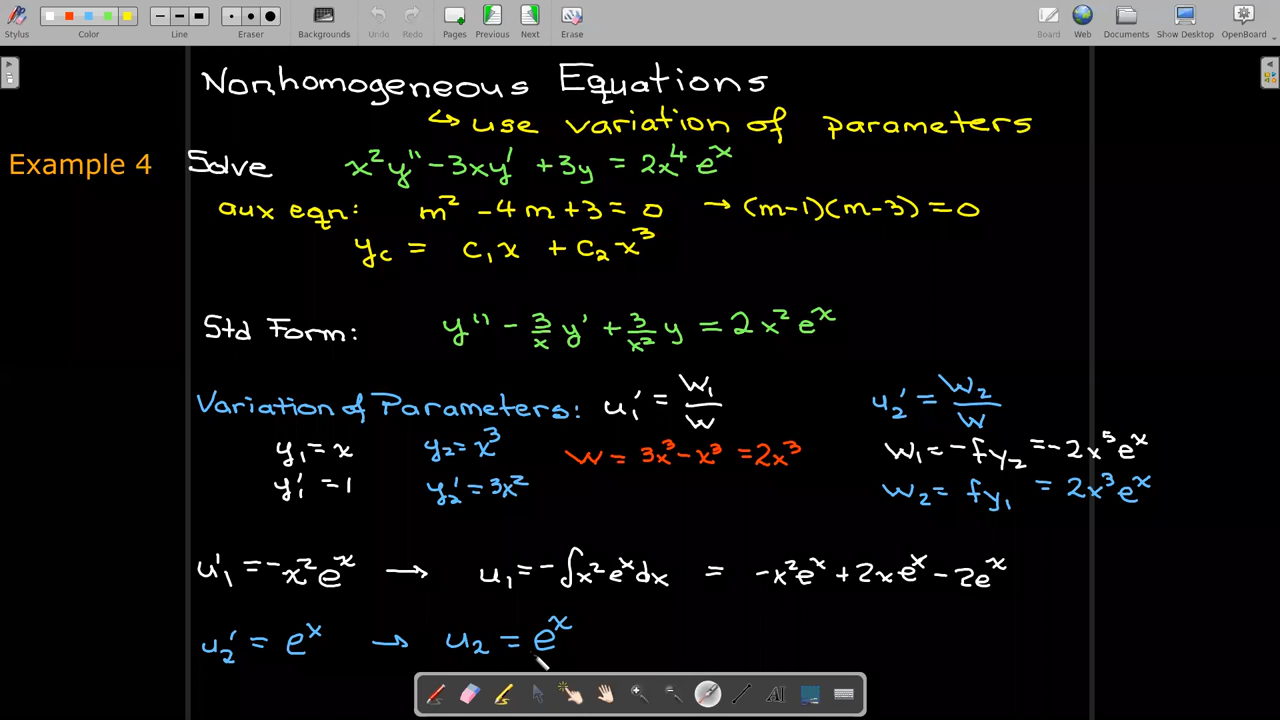 Stylus Color Line Eraser Backgrounds Undo Redo Pages Previous Next Erase Board Web Documents Show Desktop OpenBoard
Nonhomogeneous Equations
↪ use variation of parameters
Example 4 Solve x²y'' - 3xy' + 3y = 2x⁴eˣ
aux eqn: m² - 4m + 3 = 0 → (m-1)(m-3) = 0
y_c = c₁x + c₂x³
Std Form: y'' - 3/x y' + 3/x² y = 2x²eˣ
Variation of Parameters: u₁' = W₁/W u₂' = W₂/W
y₁ = x y₂ = x³ W = 3x³ - x³ = 2x³ W₁ = -fy₂ = -2x⁵eˣ
y₁' = 1 y₂' = 3x² W₂ = fy₁ = 2x³eˣ
u₁' = -x²eˣ → u₁ = -∫x²eˣdx = -x²eˣ + 2xeˣ - 2eˣ
u₂' = eˣ → u₂ = eˣ
AI